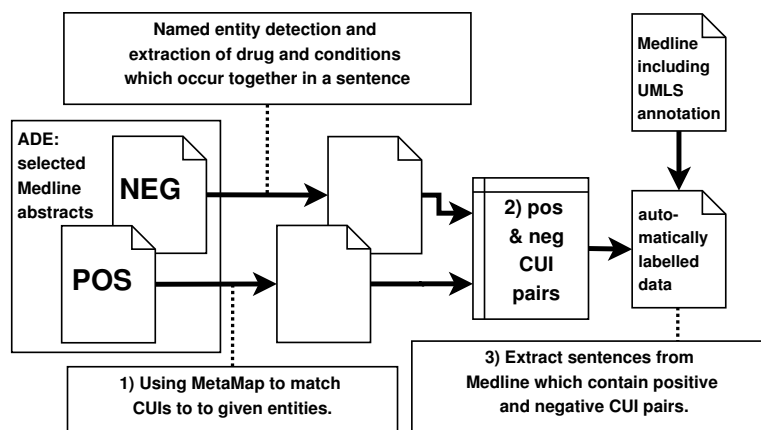 Named entity detection and
extraction of drug and conditions
which occur together in a sentence
Medline
including
UMLS
annotation
ADE:
selected
Medline
abstracts
NEG
POS
2) pos
& neg
CUI
pairs
auto-
matically
labelled
data
1) Using MetaMap to match
CUIs to to given entities.
3) Extract sentences from
Medline which contain positive
and negative CUI pairs.